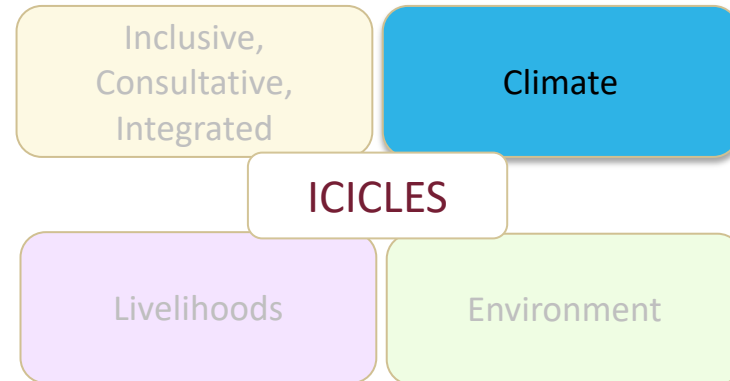 Inclusive,
Consultative,
Integrated
Climate
ICICLES
Livelihoods
Environment